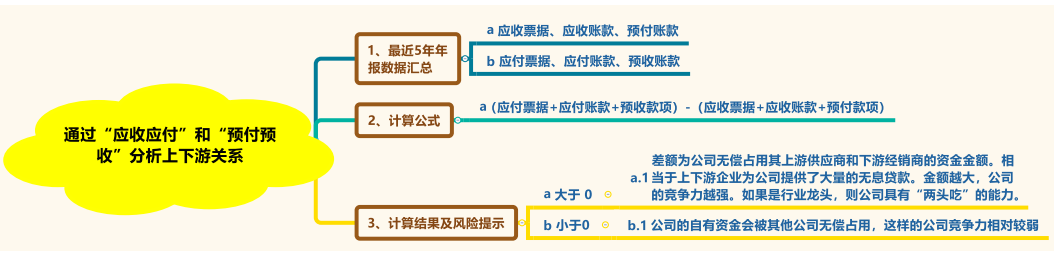 通过“应收应付”和“预付预
收”分析上下游关系
1、最近5年年
报数据汇总
a 应收票据、应收账款、预付账款
b 应付票据、应付账款、预收账款
2、计算公式
a（应付票据+应付账款+预收款项）-（应收票据+应收账款+预付款项）
3、计算结果及风险提示
a 大于 0
差额为公司无偿占用其上游供应商和下游经销商的资金金额。相
a.1 当于上下游企业为公司提供了大量的无息贷款。金额越大，公司
的竞争力越强。如果是行业龙头，则公司具有“两头吃”的能力。
b 小于0
b.1 公司的自有资金会被其他公司无偿占用，这样的公司竞争力相对较弱